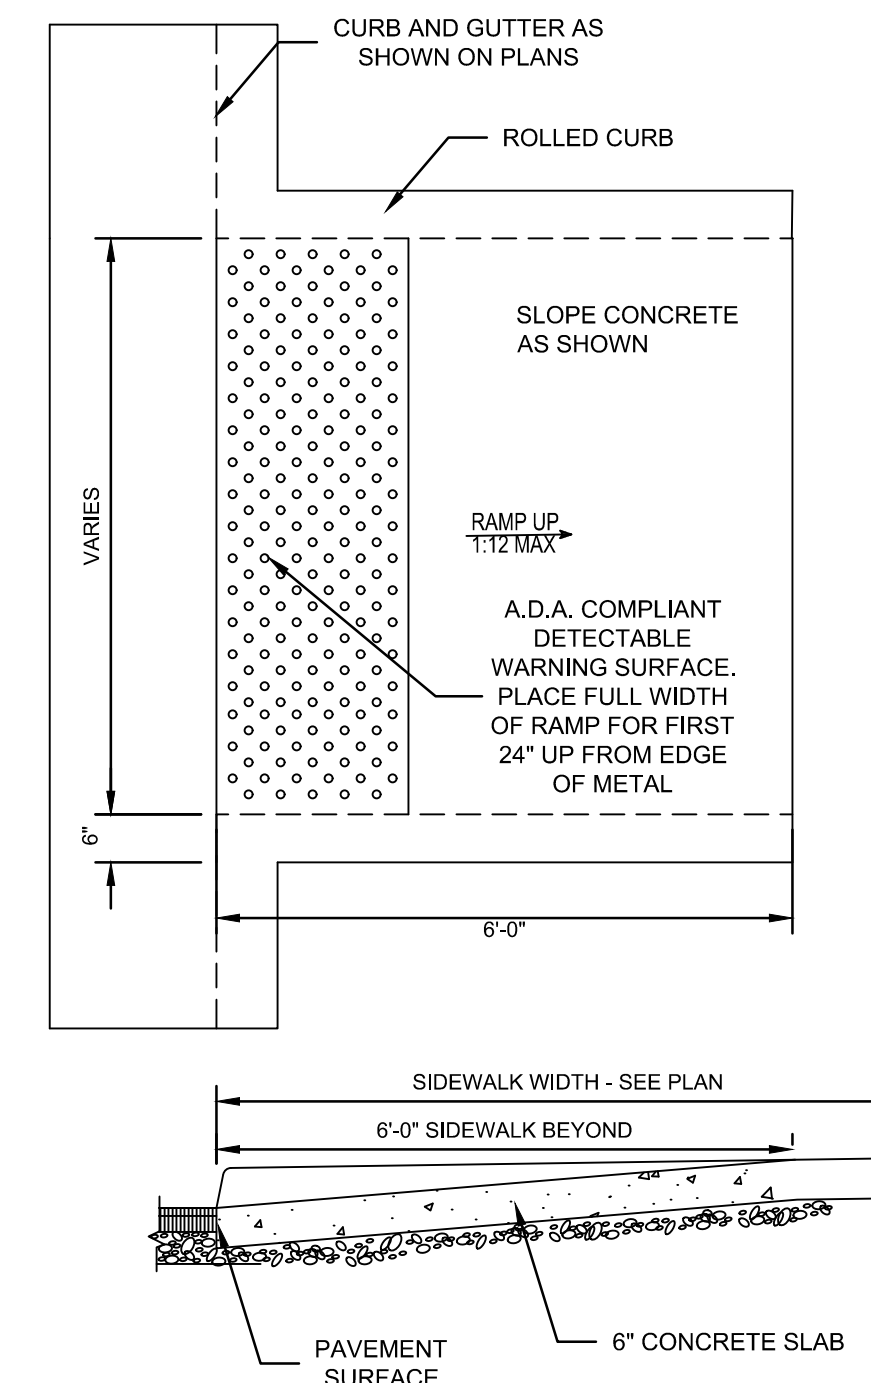 CURB AND GUTTER AS
SHOWN ON PLANS
ROLLED CURB
SLOPE CONCRETE
AS SHOWN
VARIES
RAMP UP
1:12 MAX
A.D.A. COMPLIANT
DETECTABLE
WARNING SURFACE.
PLACE FULL WIDTH
OF RAMP FOR FIRST
24" UP FROM EDGE
OF METAL
6"
6'-0"
SIDEWALK WIDTH - SEE PLAN
6'-0" SIDEWALK BEYOND
6" CONCRETE SLAB
PAVEMENT
SURFACE